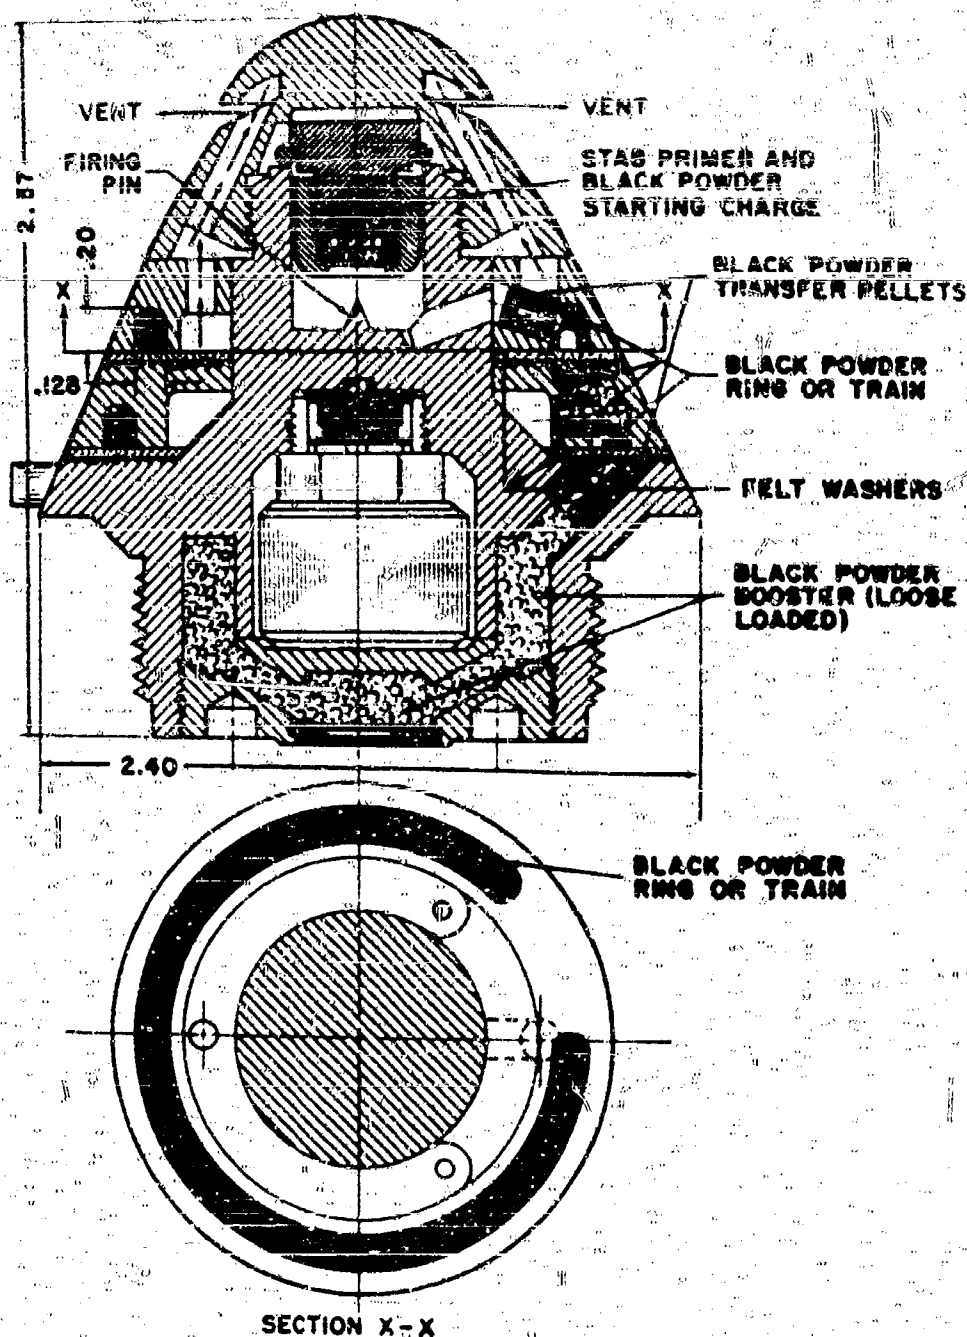 VENT
VENT
FIRING
PIN
STAB PRIMER AND
BLACK POWDER
STARTING CHARGE
2.87
.20
X
X
BLACK POWDER
TRANSFER PELLETS
.128
BLACK POWDER
RING OR TRAIN
FELT WASHERS
BLACK POWDER
BOOSTER (LOOSE
LOADED)
2.40
BLACK POWDER
RING OR TRAIN
SECTION X-X